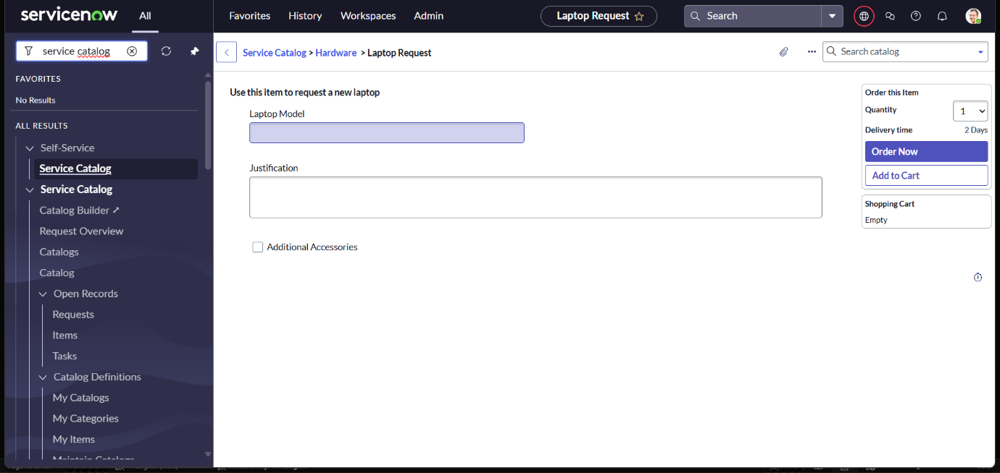 servicenow
All
Favorites
History
Workspaces
Admin
Laptop Request
Search
service catalog
Service Catalog > Hardware > Laptop Request
Search catalog
FAVORITES
No Results
ALL RESULTS
Self-Service
Service Catalog
Service Catalog
Catalog Builder
Request Overview
Catalogs
Catalog
Open Records
Requests
Items
Tasks
Catalog Definitions
My Catalogs
My Categories
My Items
Maintain Catalogs
Use this item to request a new laptop
Laptop Model
Justification
Additional Accessories
Order this Item
Quantity
1
Delivery time
2 Days
Order Now
Add to Cart
Shopping Cart
Empty